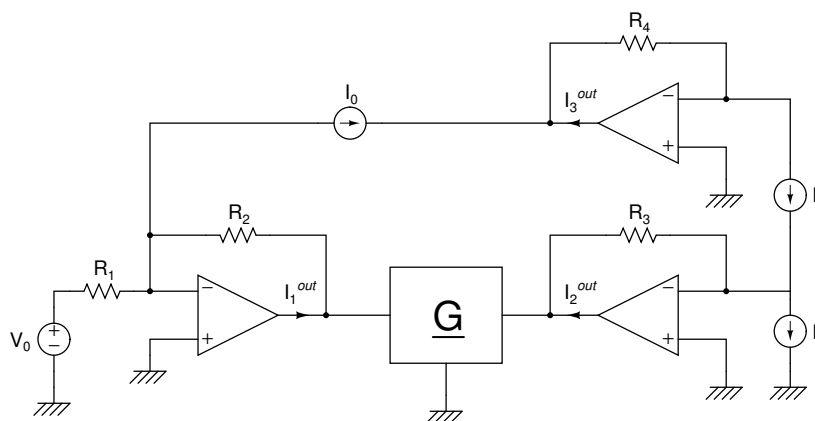 R₄
I₀
I₃ᵒᵘᵗ
−
+
R₂
R₃
R₁
I₁ᵒᵘᵗ
I₂ᵒᵘᵗ
−
−
G
V₀
+
−
+
+